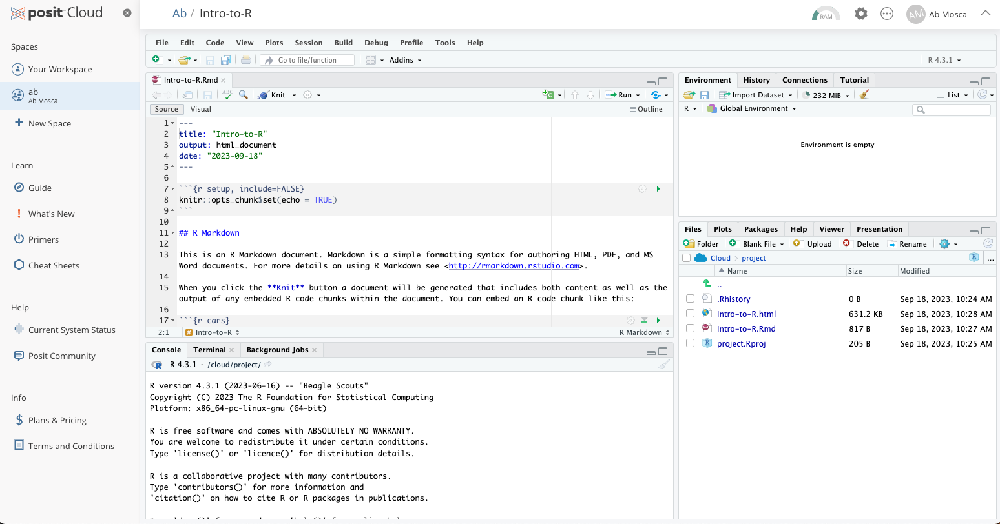 posit Cloud
Spaces
Your Workspace
ab
Ab Mosca
New Space
Learn
Guide
What's New
Primers
Cheat Sheets
Help
Current System Status
Posit Community
Info
Plans & Pricing
Terms and Conditions
Ab / Intro-to-R
RAM
AM
Ab Mosca
File Edit Code View Plots Session Build Debug Profile Tools Help
Go to file/function
Addins
R 4.3.1
Intro-to-R.Rmd
ABC
Knit
Run
Source Visual
Outline
1 ---
2 title: "Intro-to-R"
3 output: html_document
4 date: "2023-09-18"
5 ---
6
7 ```{r setup, include=FALSE}
8 knitr::opts_chunk$set(echo = TRUE)
9 ```
10
11 ## R Markdown
12
13 This is an R Markdown document. Markdown is a simple formatting syntax for authoring HTML, PDF, and MS
Word documents. For more details on using R Markdown see <http://rmarkdown.rstudio.com>.
14
15 When you click the **Knit** button a document will be generated that includes both content as well as the
output of any embedded R code chunks within the document. You can embed an R code chunk like this:
16
17 ```{r cars}
2:1 # Intro-to-R R Markdown
Console Terminal Background Jobs
R 4.3.1 · /cloud/project/
R version 4.3.1 (2023-06-16) -- "Beagle Scouts"
Copyright (C) 2023 The R Foundation for Statistical Computing
Platform: x86_64-pc-linux-gnu (64-bit)
R is free software and comes with ABSOLUTELY NO WARRANTY.
You are welcome to redistribute it under certain conditions.
Type 'license()' or 'licence()' for distribution details.
R is a collaborative project with many contributors.
Type 'contributors()' for more information and
'citation()' on how to cite R or R packages in publications.
Environment History Connections Tutorial
Import Dataset 232 MiB List
R Global Environment
Environment is empty
Files Plots Packages Help Viewer Presentation
Folder Blank File Upload Delete Rename
Cloud project ...
Name Size Modified
..
.Rhistory 0 B Sep 18, 2023, 10:24 AM
Intro-to-R.html 631.2 KB Sep 18, 2023, 10:28 AM
Intro-to-R.Rmd 817 B Sep 18, 2023, 10:27 AM
project.Rproj 205 B Sep 18, 2023, 10:25 AM